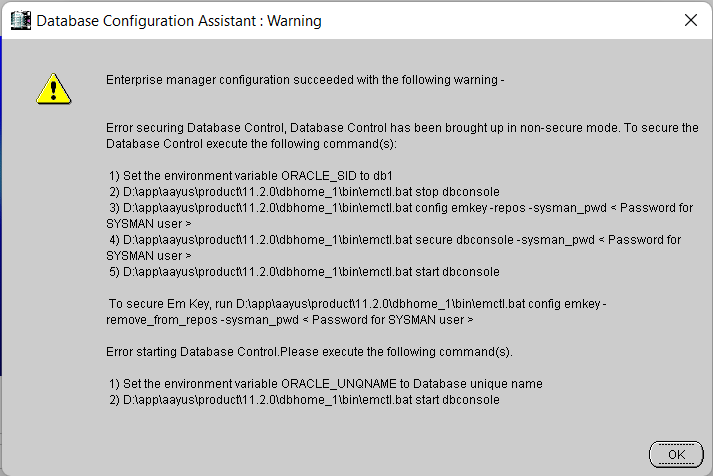 Database Configuration Assistant : Warning
Enterprise manager configuration succeeded with the following warning -
Error securing Database Control, Database Control has been brought up in non-secure mode. To secure the
Database Control execute the following command(s):
1) Set the environment variable ORACLE_SID to db1
2) D:\app\aayus\product\11.2.0\dbhome_1\bin\emctl.bat stop dbconsole
3) D:\app\aayus\product\11.2.0\dbhome_1\bin\emctl.bat config emkey -repos -sysman_pwd < Password for
SYSMAN user >
4) D:\app\aayus\product\11.2.0\dbhome_1\bin\emctl.bat secure dbconsole -sysman_pwd < Password for
SYSMAN user >
5) D:\app\aayus\product\11.2.0\dbhome_1\bin\emctl.bat start dbconsole
To secure Em Key, run D:\app\aayus\product\11.2.0\dbhome_1\bin\emctl.bat config emkey -
remove_from_repos -sysman_pwd < Password for SYSMAN user >
Error starting Database Control.Please execute the following command(s).
1) Set the environment variable ORACLE_UNQNAME to Database unique name
2) D:\app\aayus\product\11.2.0\dbhome_1\bin\emctl.bat start dbconsole
OK